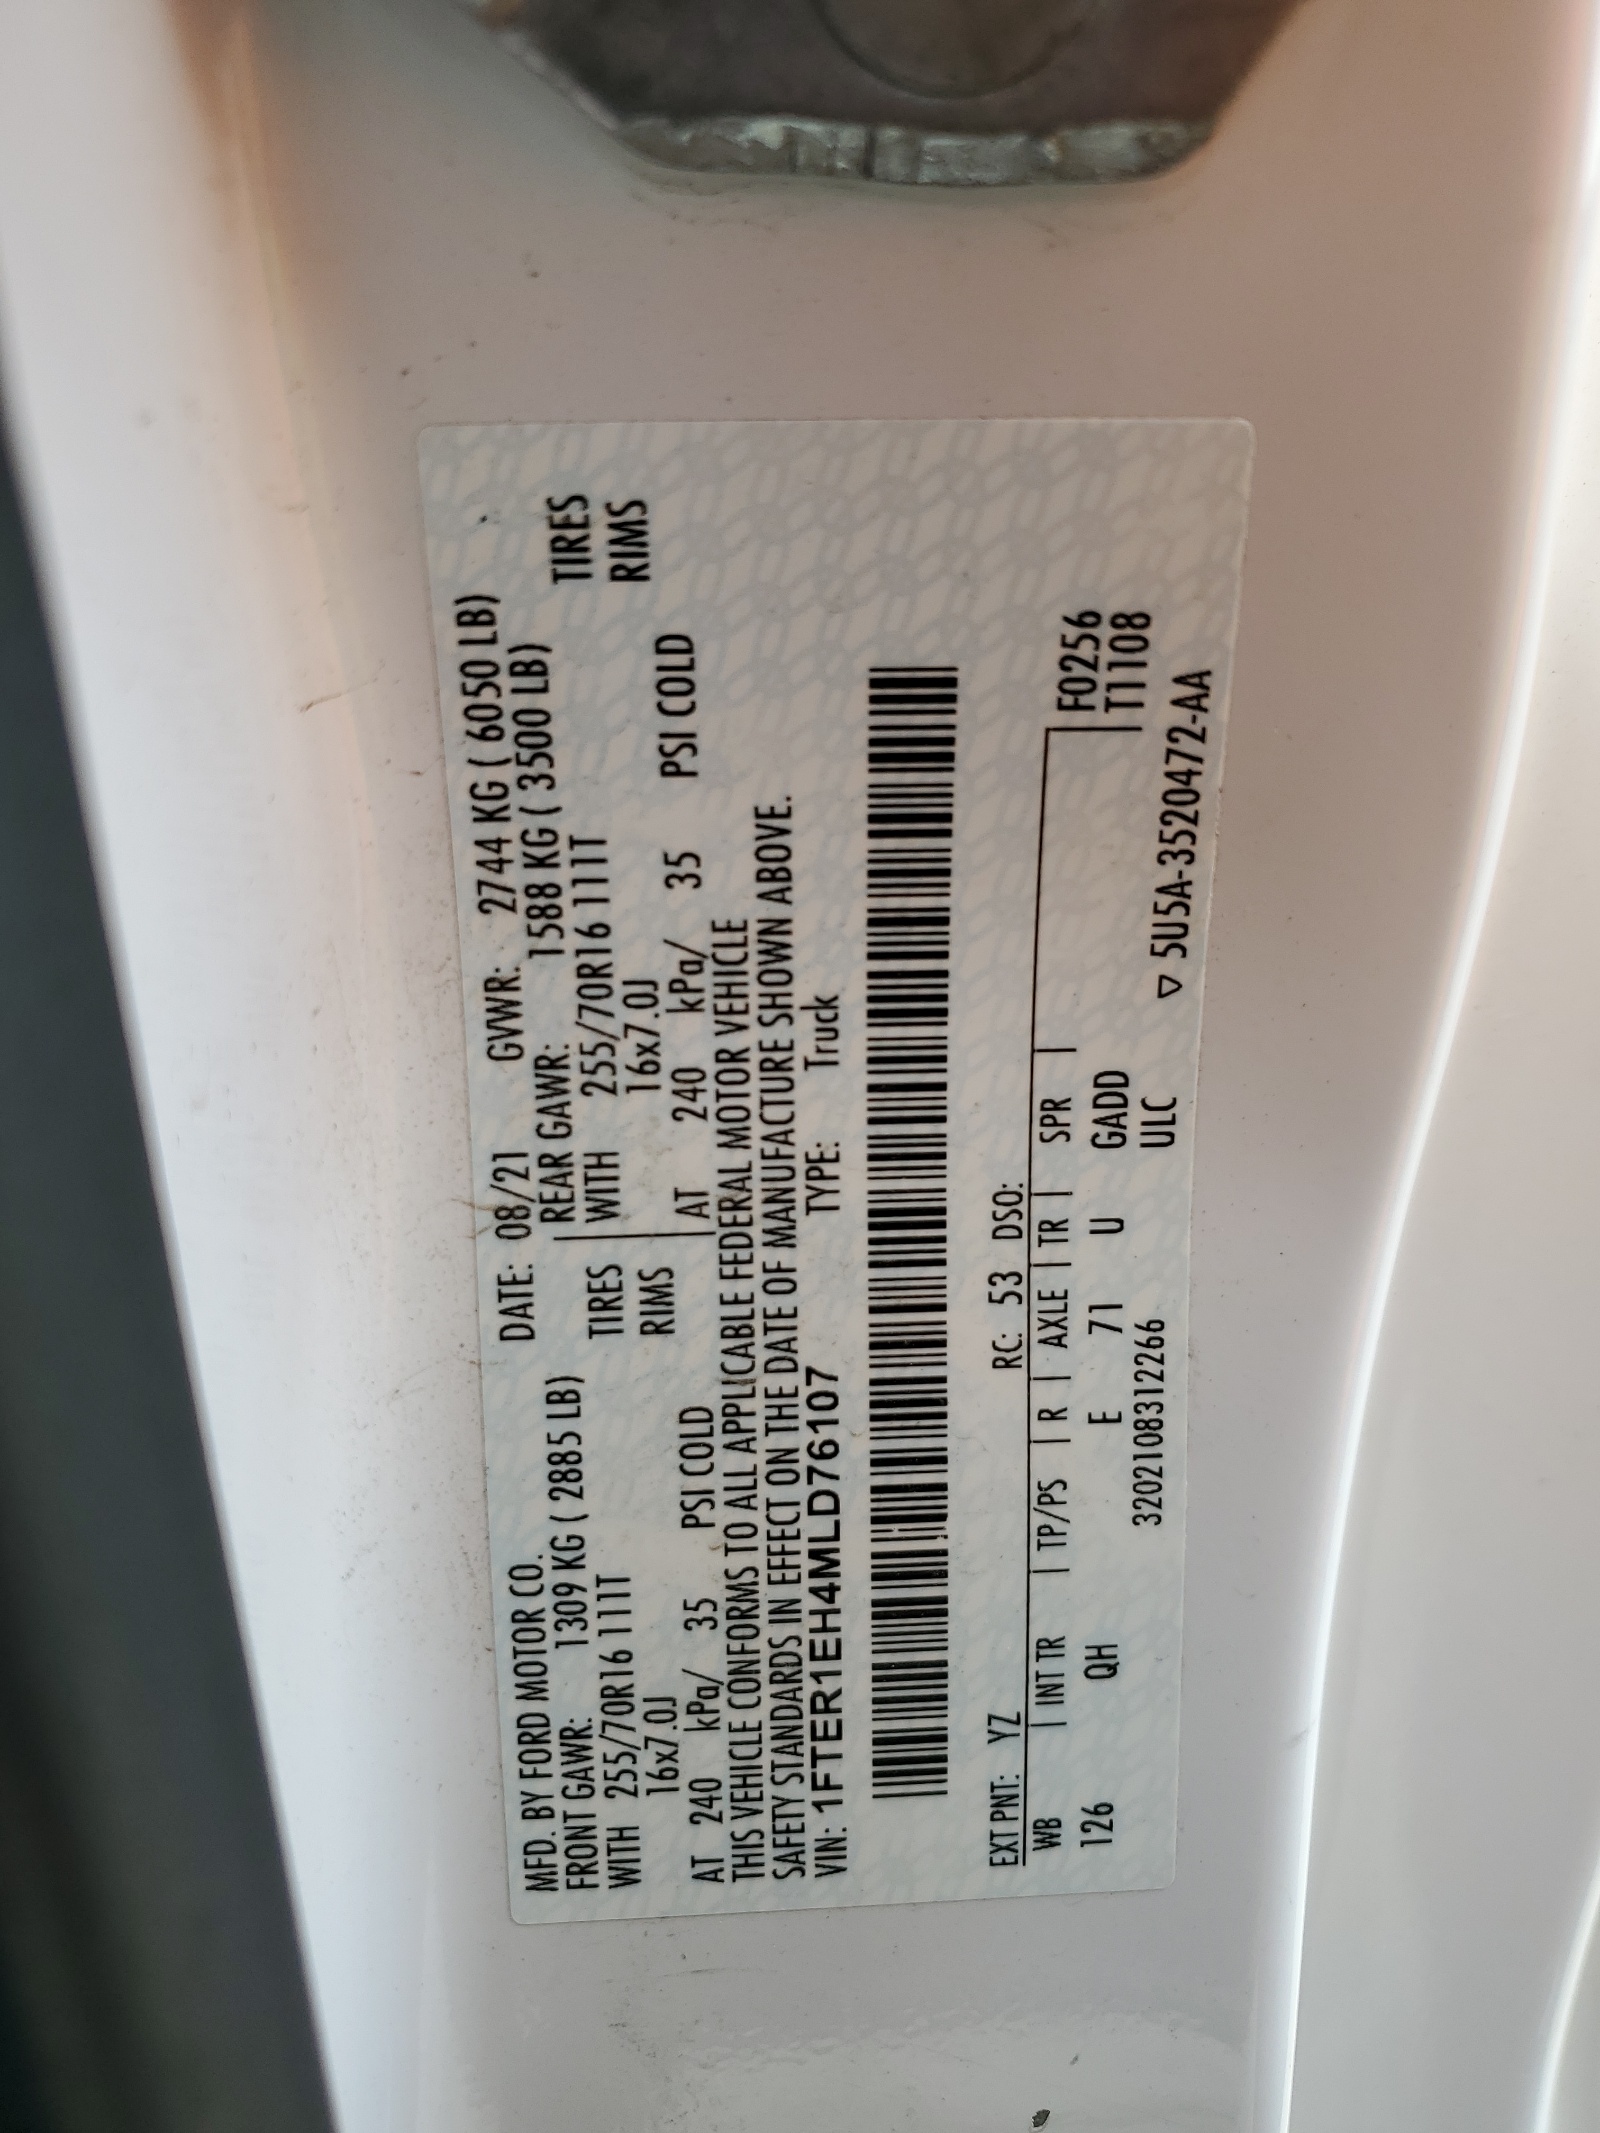 MFD. BY FORD MOTOR CO. DATE: 08/21 GVWR: 2744 KG ( 6050 LB)
FRONT GAWR: 1309 KG ( 2885 LB) REAR GAWR: 1588 KG ( 3500 LB)
WITH 255/70R16 111T TIRES WITH 255/70R16 111T TIRES
16x7.0J RIMS 16x7.0J RIMS
AT 240 kPa/ 35 PSI COLD AT 240 kPa/ 35 PSI COLD
THIS VEHICLE CONFORMS TO ALL APPLICABLE FEDERAL MOTOR VEHICLE
SAFETY STANDARDS IN EFFECT ON THE DATE OF MANUFACTURE SHOWN ABOVE.
VIN: 1FTER1EH4MLD76107 TYPE: Truck
EXT PNT: YZ RC: 53 DSO:
WB | INT TR | TP/PS | R | AXLE | TR | SPR | F0256
126 QH E 71 U GADD T1108
320210831 2266 ULC
▽ 5U5A-3520472-AA